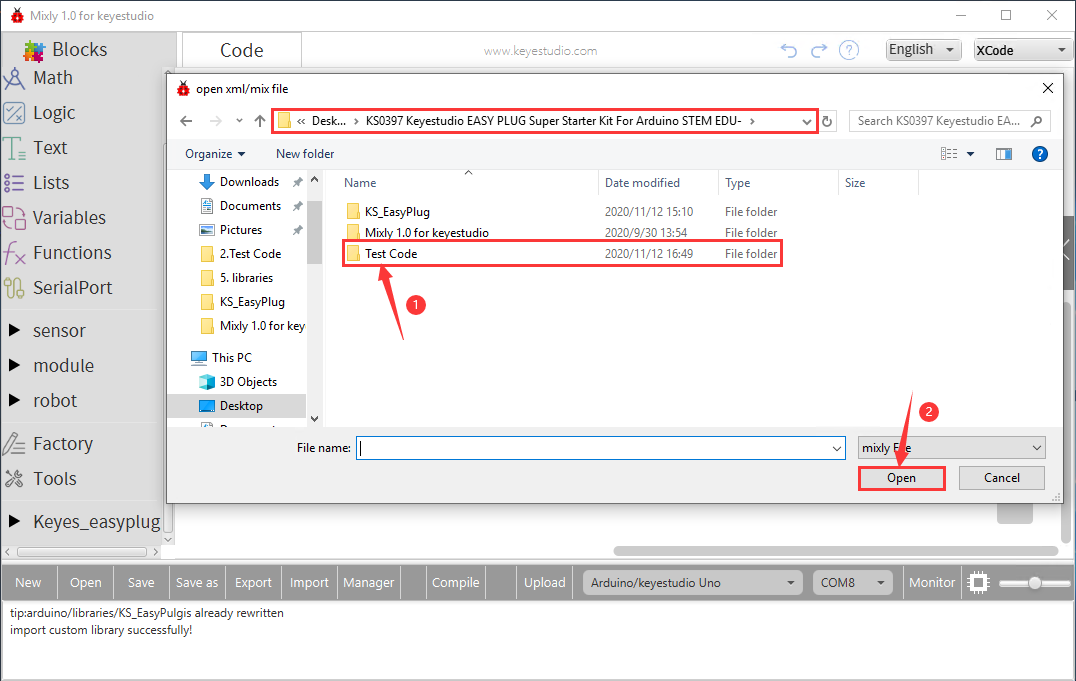 Mixly 1.0 for keyestudio
Blocks
Code
www.keyestudio.com
English
XCode
Math
Logic
Text
Lists
Variables
Functions
SerialPort
sensor
module
robot
Factory
Tools
Keyes_easyplug
open xml/mix file
« Desk... > KS0397 Keyestudio EASY PLUG Super Starter Kit For Arduino STEM EDU- >
Search KS0397 Keyestudio EA...
Organize
New folder
Downloads
Documents
Pictures
2.Test Code
5. libraries
KS_EasyPlug
Mixly 1.0 for key
This PC
3D Objects
Desktop
Name Date modified Type Size
KS_EasyPlug 2020/11/12 15:10 File folder
Mixly 1.0 for keyestudio 2020/9/30 13:54 File folder
Test Code 2020/11/12 16:49 File folder
1
2
File name:
mixly
Open
Cancel
New Open Save Save as Export Import Manager Compile Upload Arduino/keyestudio Uno COM8 Monitor
tip:arduino/libraries/KS_EasyPulgis already rewritten
import custom library successfully!